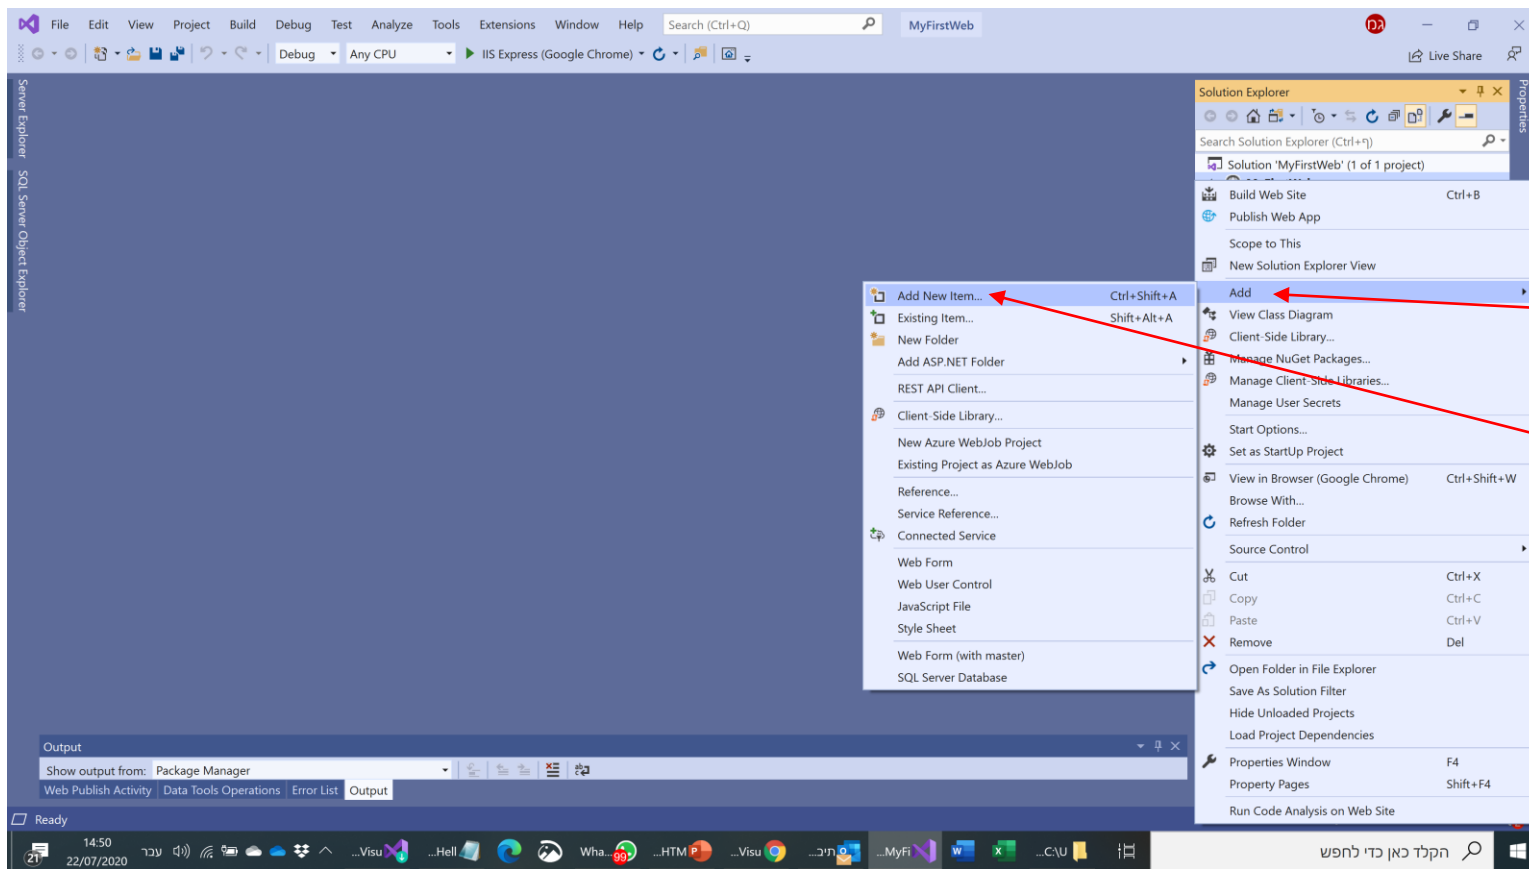 File Edit View Project Build Debug Test Analyze Tools Extensions Window Help Search (Ctrl+Q) MyFirstWeb גמ
Debug Any CPU IIS Express (Google Chrome) Live Share
Server Explorer
SQL Server Object Explorer
Properties
Solution Explorer
Search Solution Explorer (Ctrl+ף)
Solution 'MyFirstWeb' (1 of 1 project)
Build Web Site Ctrl+B
Publish Web App
Scope to This
New Solution Explorer View
Add
View Class Diagram
Client-Side Library...
Manage NuGet Packages...
Manage Client-Side Libraries...
Manage User Secrets
Start Options...
Set as StartUp Project
View in Browser (Google Chrome) Ctrl+Shift+W
Browse With...
Refresh Folder
Source Control
Cut Ctrl+X
Copy Ctrl+C
Paste Ctrl+V
Remove Del
Open Folder in File Explorer
Save As Solution Filter
Hide Unloaded Projects
Load Project Dependencies
Properties Window F4
Property Pages Shift+F4
Run Code Analysis on Web Site
Add New Item... Ctrl+Shift+A
Existing Item... Shift+Alt+A
New Folder
Add ASP.NET Folder
REST API Client...
Client-Side Library...
New Azure WebJob Project
Existing Project as Azure WebJob
Reference...
Service Reference...
Connected Service
Web Form
Web User Control
JavaScript File
Style Sheet
Web Form (with master)
SQL Server Database
Output
Show output from: Package Manager
Web Publish Activity Data Tools Operations Error List Output
Ready
הקלד כאן כדי לחפש
...C:\U
...MyFi
...תיב
...Visu
...HTM
Wha...
99
...Hell
...Visu
עבר
14:50
22/07/2020
21